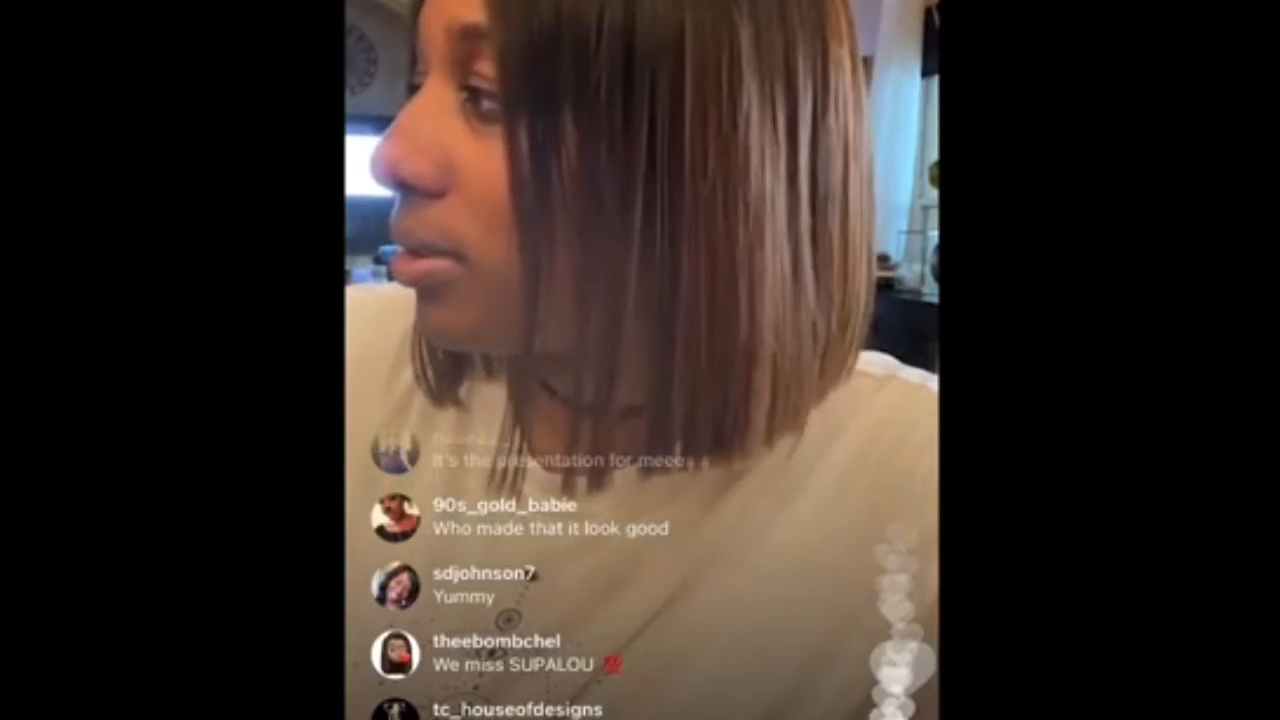 It's the presentation for meee
90s_gold_babie
Who made that it look good
sdjohnson7
Yummy
theebombchel
We miss SUPALOU 💯
tc_houseofdesigns